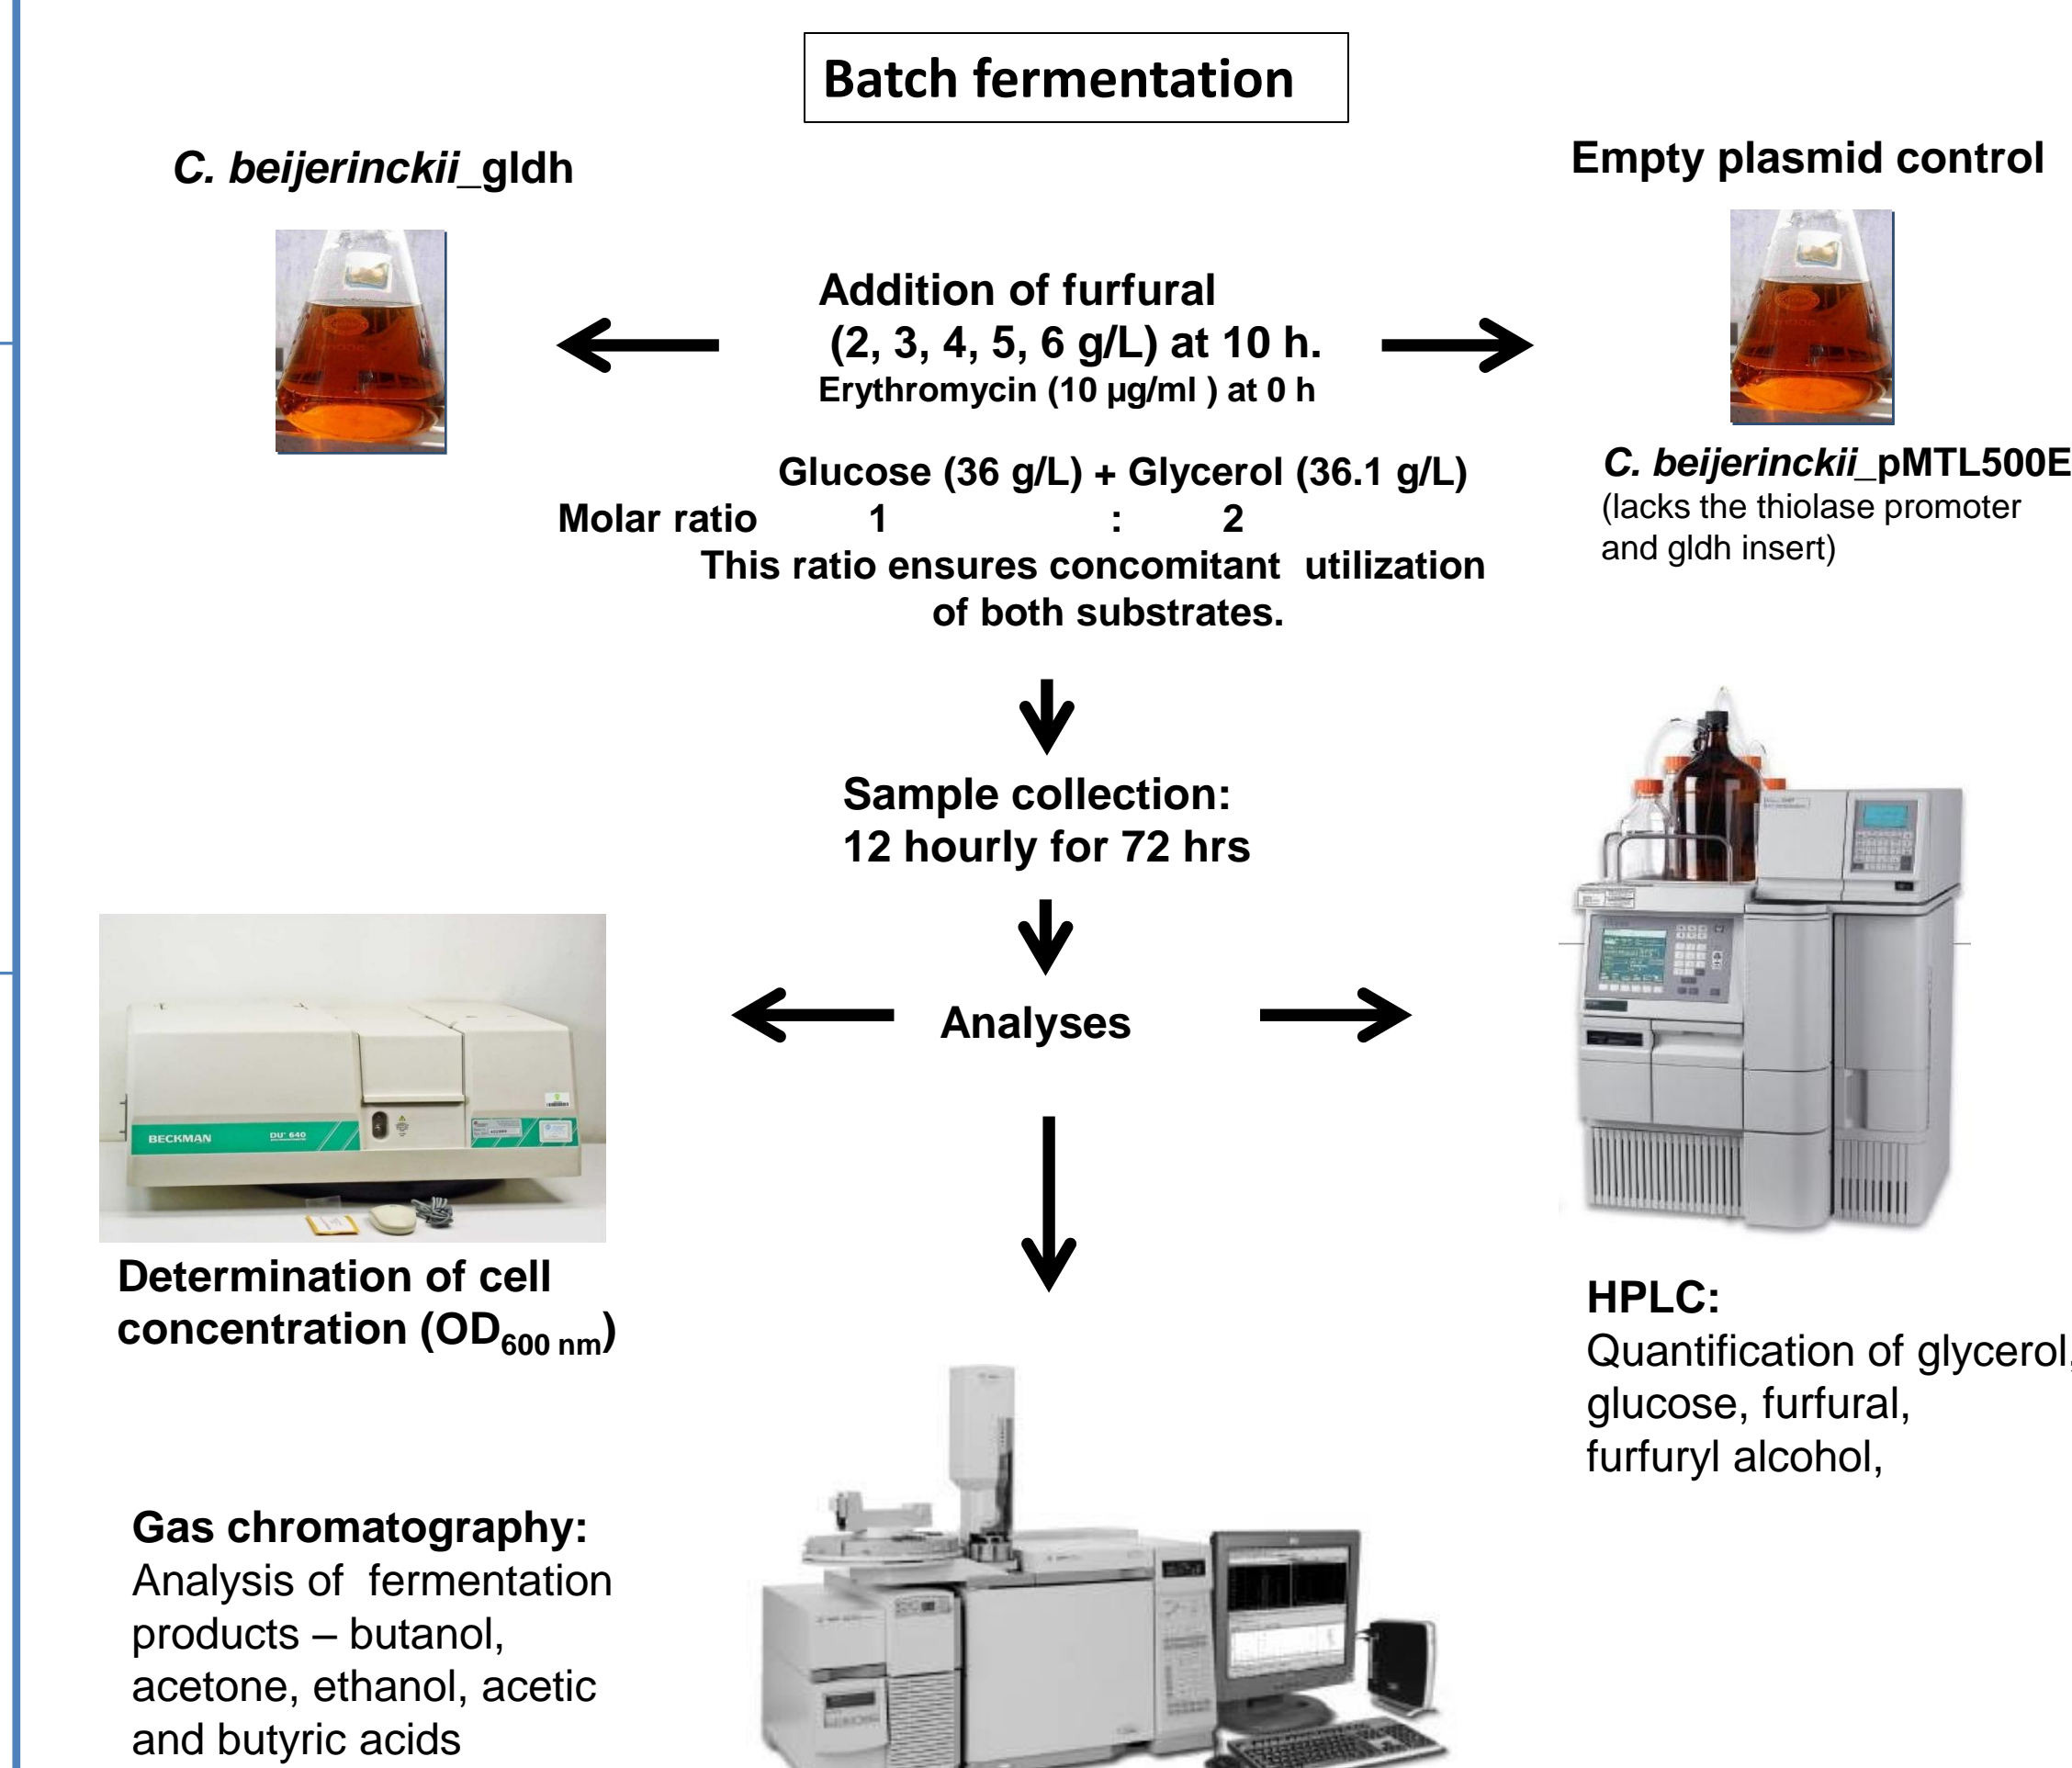 Batch fermentation
C. beijerinckii_gldh
Empty plasmid control
Addition of furfural
(2, 3, 4, 5, 6 g/L) at 10 h.
Erythromycin (10 µg/ml ) at 0 h
C. beijerinckii_pMTL500E
(lacks the thiolase promoter
and gldh insert)
Glucose (36 g/L) + Glycerol (36.1 g/L)
Molar ratio 1 : 2
This ratio ensures concomitant utilization
of both substrates.
Sample collection:
12 hourly for 72 hrs
Analyses
BECKMAN DU® 640
Determination of cell
concentration (OD600 nm)
HPLC:
Quantification of glycerol,
glucose, furfural,
furfuryl alcohol,
Gas chromatography:
Analysis of fermentation
products – butanol,
acetone, ethanol, acetic
and butyric acids